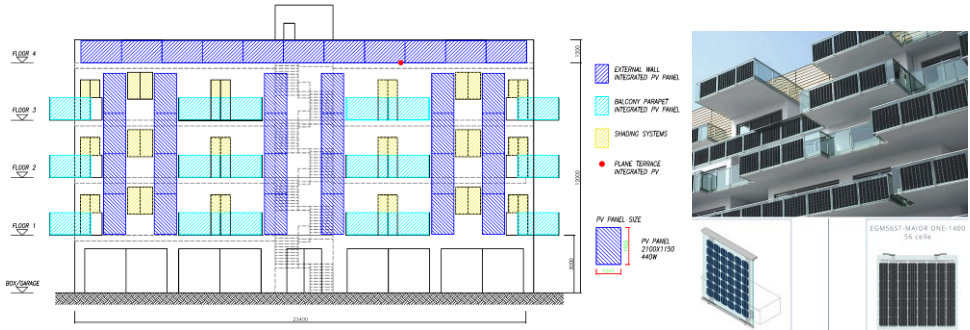 FLOOR 4
FLOOR 3
FLOOR 2
FLOOR 1
BOX/GARAGE
23400
1200
12000
3000
EXTERNAL WALL
INTEGRATED PV PANEL
BALCONY PARAPET
INTEGRATED PV PANEL
SHADING SYSTEMS
PLANE TERRACE
INTEGRATED PV
PV PANEL SIZE
PV PANEL
2100X1150
440W
EGM56ST-MAIOR ONE-1400
56 celle